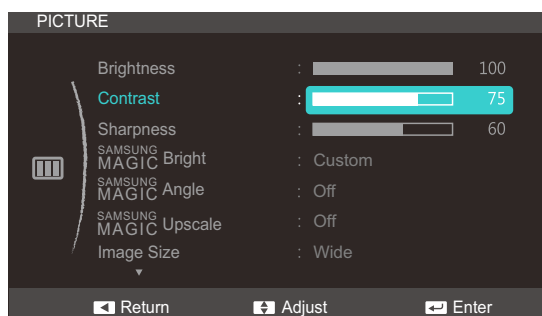 PICTURE
Brightness : 100
Contrast : 75
Sharpness : 60
SAMSUNG MAGIC Bright : Custom
SAMSUNG MAGIC Angle : Off
SAMSUNG MAGIC Upscale : Off
Image Size : Wide
Return Adjust Enter